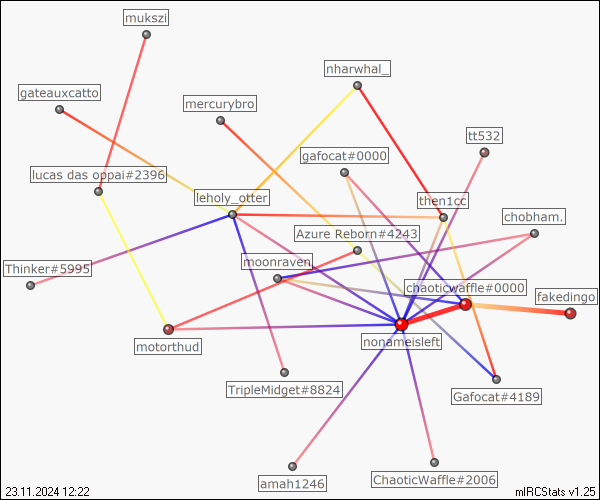 mukszi
nharwhal_
gateauxcatto
mercurybro
tt532
gafocat#0000
lucas das oppai#2396
leholy_otter
then1cc
chobham.
Azure Reborn#4243
moonraven
Thinker#5995
chaoticwaffle#0000
fakedingo
nonameisleft
motorthud
TripleMidget#8824
Gafocat#4189
amah1246
ChaoticWaffle#2006
23.11.2024 12:22
mIRCStats v1.25